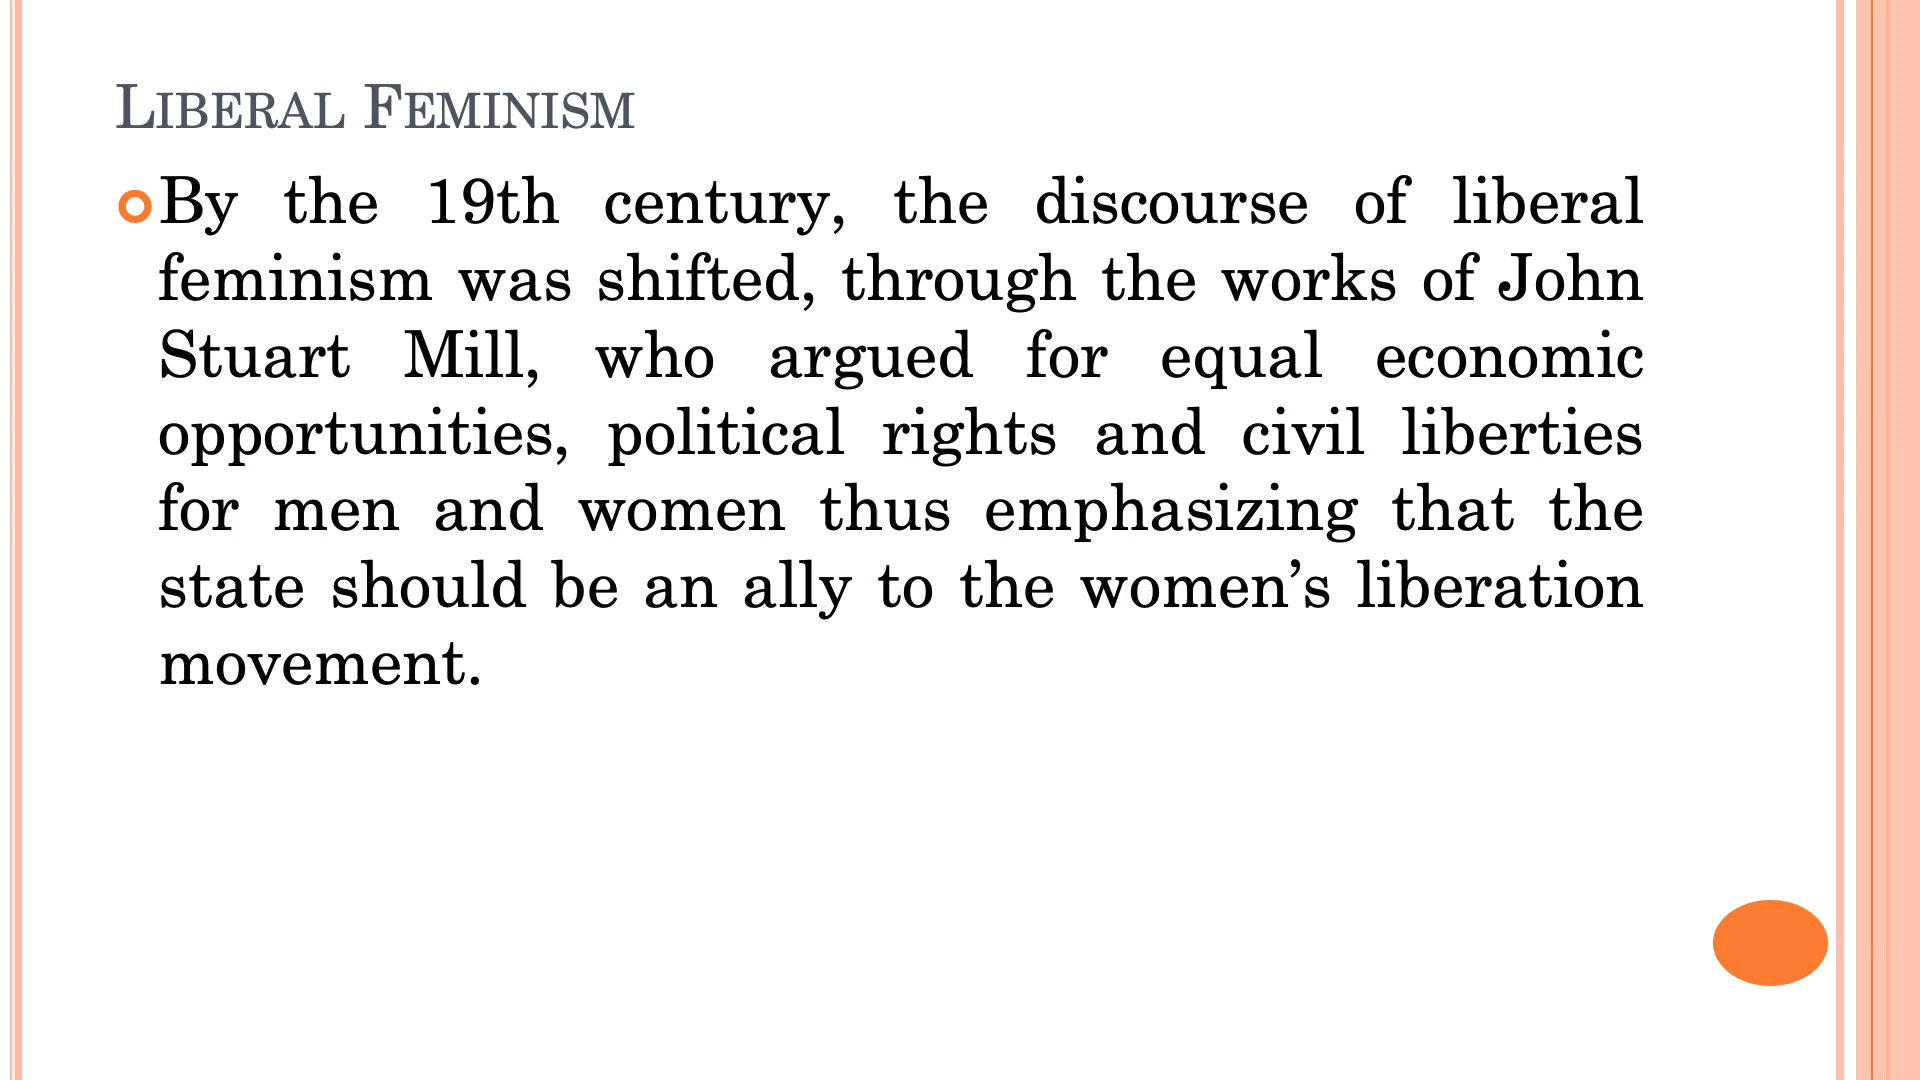 Liberal Feminism
By the 19th century, the discourse of liberal
feminism was shifted, through the works of John
Stuart Mill, who argued for equal economic
opportunities, political rights and civil liberties
for men and women thus emphasizing that the
state should be an ally to the women’s liberation
movement.